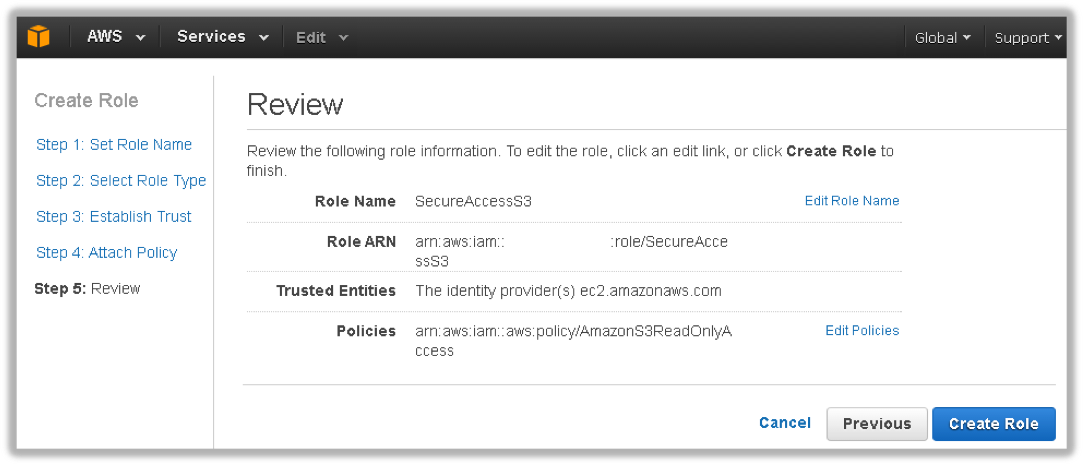 AWS Services Edit Global Support
Create Role
Step 1: Set Role Name
Step 2: Select Role Type
Step 3: Establish Trust
Step 4: Attach Policy
Step 5: Review
Review
Review the following role information. To edit the role, click an edit link, or click Create Role to
finish.
Role Name SecureAccessS3 Edit Role Name
Role ARN arn:aws:iam:: :role/SecureAcce
ssS3
Trusted Entities The identity provider(s) ec2.amazonaws.com
Policies arn:aws:iam::aws:policy/AmazonS3ReadOnlyA
ccess
Edit Policies
Cancel Previous Create Role